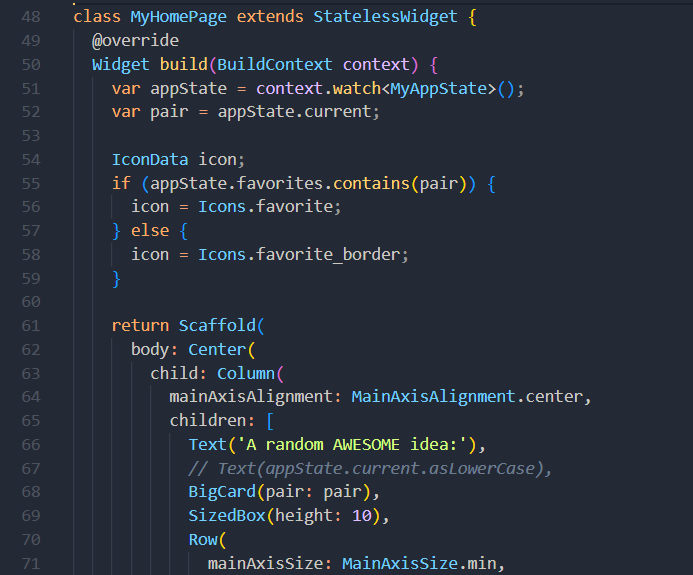 48 class MyHomePage extends StatelessWidget {
49   @override
50   Widget build(BuildContext context) {
51     var appState = context.watch<MyAppState>();
52     var pair = appState.current;
53
54     IconData icon;
55     if (appState.favorites.contains(pair)) {
56       icon = Icons.favorite;
57     } else {
58       icon = Icons.favorite_border;
59     }
60
61     return Scaffold(
62       body: Center(
63         child: Column(
64           mainAxisAlignment: MainAxisAlignment.center,
65           children: [
66             Text('A random AWESOME idea:'),
67             // Text(appState.current.asLowerCase),
68             BigCard(pair: pair),
69             SizedBox(height: 10),
70             Row(
71               mainAxisSize: MainAxisSize.min,